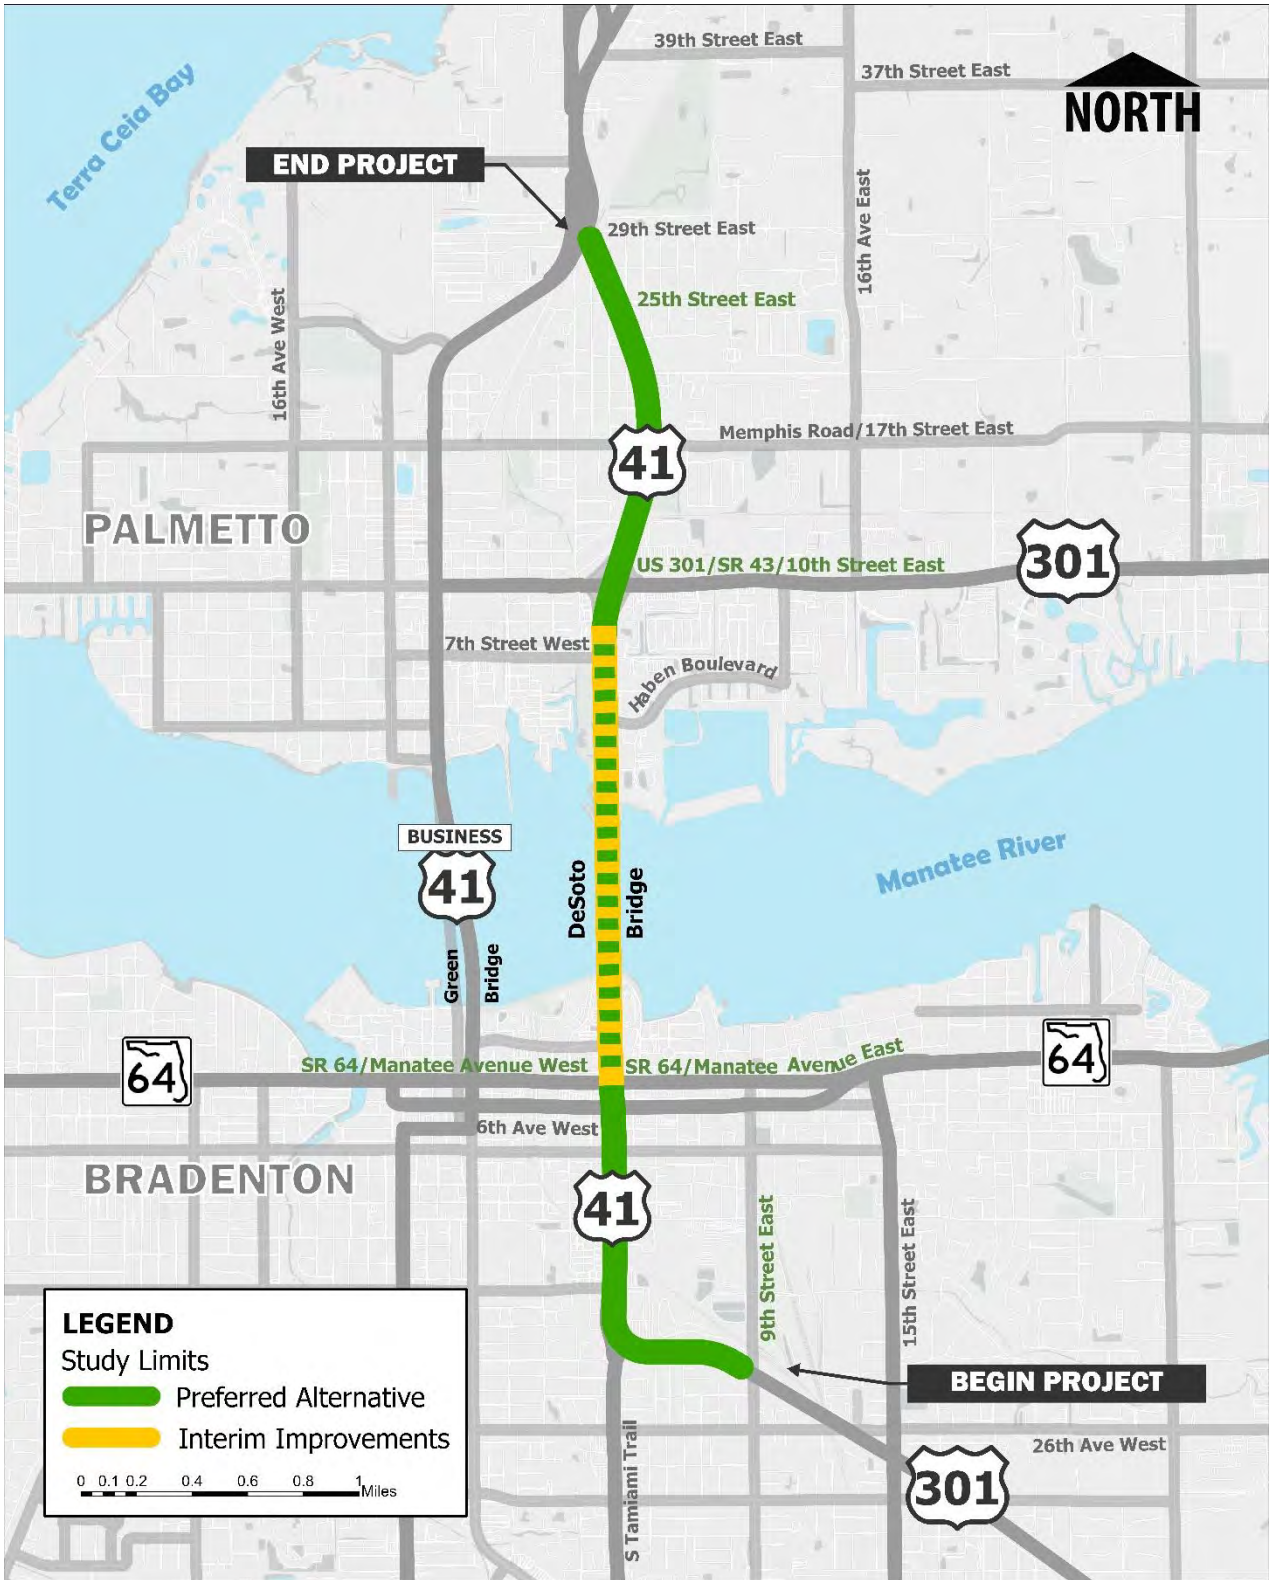 39th Street East
37th Street East
NORTH
Terra Ceia Bay
END PROJECT
16th Ave East
29th Street East
25th Street East
16th Ave West
Memphis Road/17th Street East
41
PALMETTO
US 301/SR 43/10th Street East
301
7th Street West
Haben Boulevard
BUSINESS
41
Manatee River
DeSoto
Bridge
Green
Bridge
64
SR 64/Manatee Avenue West
SR 64/Manatee Avenue East
64
6th Ave West
BRADENTON
41
9th Street East
15th Street East
BEGIN PROJECT
LEGEND
Study Limits
Preferred Alternative
Interim Improvements
0 0.1 0.2 0.4 0.6 0.8 1
Miles
S Tamiami Trail
26th Ave West
301